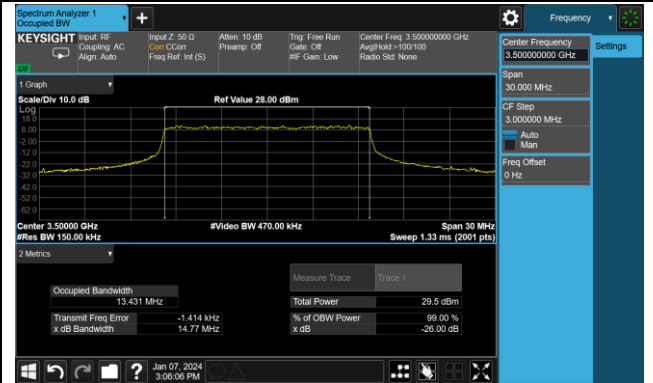 Spectrum Analyzer 1
Occupied BW
Frequency
KEYSIGHT
Input: RF
Coupling: AC
Align: Auto
Input Z: 50 Ω
Corr CCorr
Freq Ref: Int (S)
Atten: 10 dB
Preamp: Off
Trig: Free Run
Gate: Off
#IF Gain: Low
Center Freq: 3.500000000 GHz
Avg|Hold:>100/100
Radio Std: None
Center Frequency
3.500000000 GHz
Settings
Span
30.000 MHz
CF Step
3.000000 MHz
Auto
Man
Freq Offset
0 Hz
1 Graph
Scale/Div 10.0 dB
Ref Value 28.00 dBm
Log
18.0
8.00
-2.00
-12.0
-22.0
-32.0
-42.0
-52.0
-62.0
Center 3.50000 GHz
#Video BW 470.00 kHz
Span 30 MHz
#Res BW 150.00 kHz
Sweep 1.33 ms (2001 pts)
2 Metrics
Measure Trace
Trace 1
Occupied Bandwidth
13.431 MHz
Total Power
29.5 dBm
Transmit Freq Error
-1.414 kHz
% of OBW Power
99.00 %
x dB Bandwidth
14.77 MHz
x dB
-26.00 dB
Jan 07, 2024
3:06:06 PM